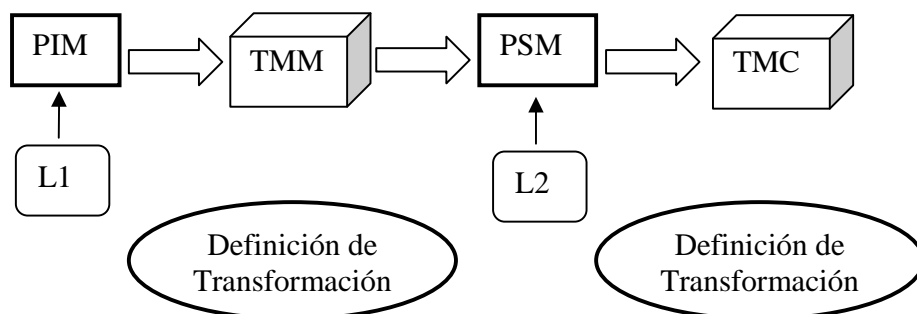 PIM
TMM
PSM
TMC
L1
L2
Definición de
Transformación
Definición de
Transformación